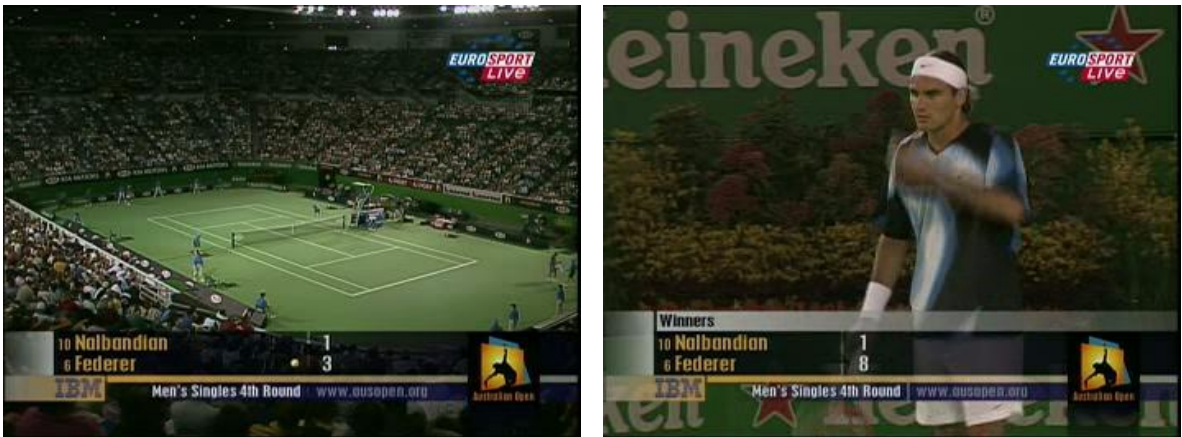 EUROSPORT
Live
10 Nalbandian 1
6 Federer 3
IBM Men's Singles 4th Round www.ausopen.org
Australian Open
eineken®
EUROSPORT
Live
Winners
10 Nalbandian 1
6 Federer 8
IBM Men's Singles 4th Round www.ausopen.org
Australian Open